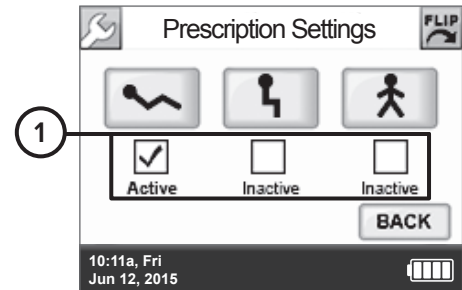 Prescription Settings
FLIP
1
Active Inactive Inactive
BACK
10:11a, Fri
Jun 12, 2015